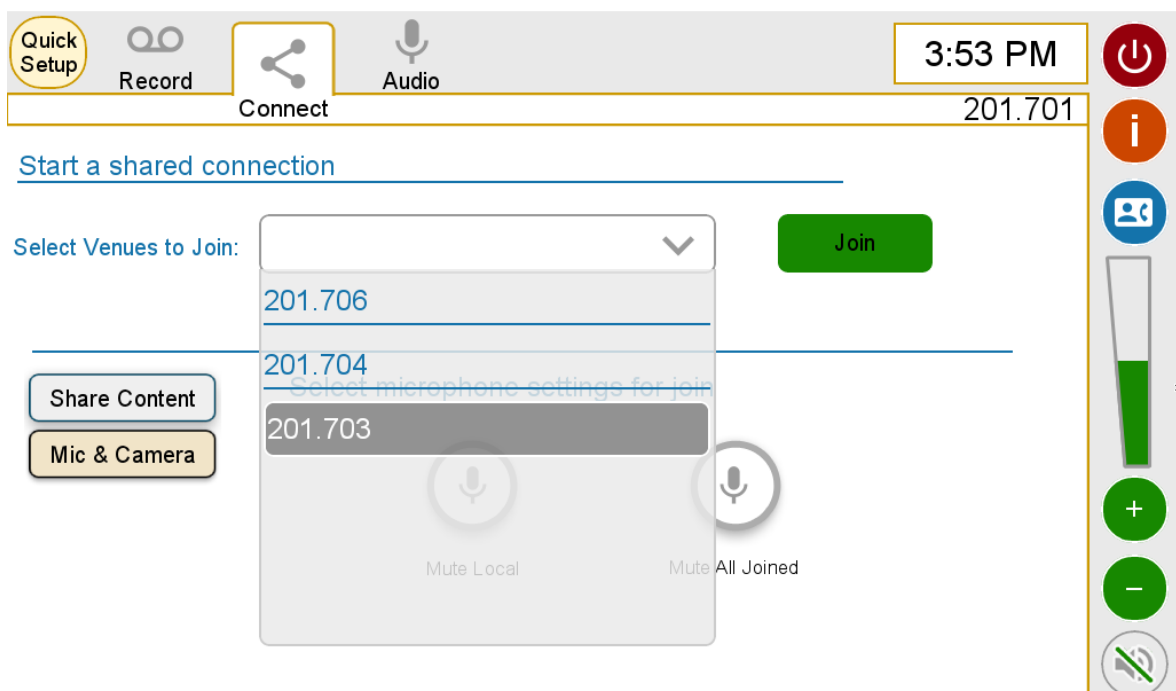 Quick
Setup
Record
Connect
Audio
3:53 PM
201.701
i
Start a shared connection
Select Venues to Join:
Join
201.706
201.704
Select microphone settings for join
201.703
Share Content
Mic & Camera
Mute Local
Mute All Joined
+
−